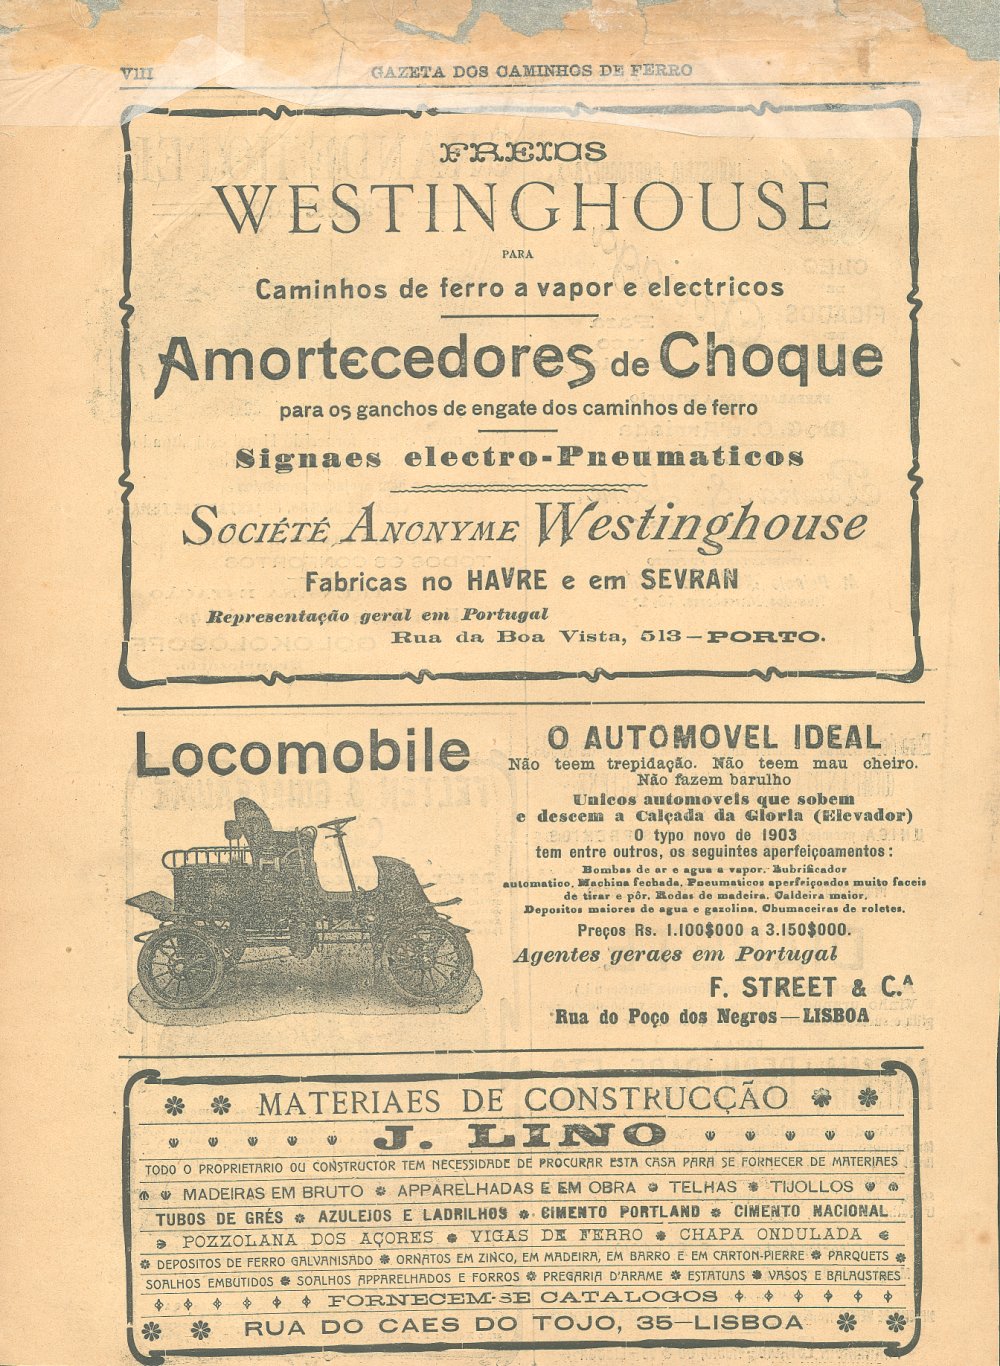 VIII
GAZETA DOS CAMINHOS DE FERRO
FREIOS
WESTINGHOUSE
PARA
Caminhos de ferro a vapor e electricos
Amortecedores de Choque
para os ganchos de engate dos caminhos de ferro
Signaes electro-Pneumaticos
SOCIÉTÉ ANONYME Westinghouse
Fabricas no HAVRE e em SEVRAN
Representação geral em Portugal
Rua da Boa Vista, 513—PORTO.
Locomobile
O AUTOMOVEL IDEAL
Não teem trepidação. Não teem mau cheiro.
Não fazem barulho
Unicos automoveis que sobem
e descem a Calçada da Gloria (Elevador)
O typo novo de 1903
tem entre outros, os seguintes aperfeiçoamentos:
Bombas de ar e agua a vapor. Lubrificador
automatico. Machina fechada. Pneumaticos aperfeiçoados muito faceis
de tirar e pôr. Rodas de madeira. Caldeira maior.
Depositos maiores de agua e gazolina. Chumaceiras de roletes.
Preços Rs. 1.100$000 a 3.150$000.
Agentes geraes em Portugal
F. STREET & C.A
Rua do Poço dos Negros—LISBOA
MATERIAES DE CONSTRUCÇÃO
J. LINO
TODO O PROPRIETARIO OU CONSTRUCTOR TEM NECESSIDADE DE PROCURAR ESTA CASA PARA SE FORNECER DE MATERIAES
MADEIRAS EM BRUTO APPARELHADAS E EM OBRA TELHAS TIJOLLOS
TUBOS DE GRÉS AZULEJOS E LADRILHOS CIMENTO PORTLAND CIMENTO NACIONAL
POZZOLANA DOS AÇORES VIGAS DE FERRO CHAPA ONDULADA
DEPOSITOS DE FERRO GALVANISADO ORNATOS EM ZINCO, EM MADEIRA, EM BARRO E EM CARTON-PIERRE PARQUETS
SOALHOS EMBUTIDOS SOALHOS APPARELHADOS E FORROS PREGARIA D'ARAME ESTATUAS VASOS E BALAUSTRES
FORNECEM-SE CATALOGOS
RUA DO CAES DO TOJO, 35—LISBOA